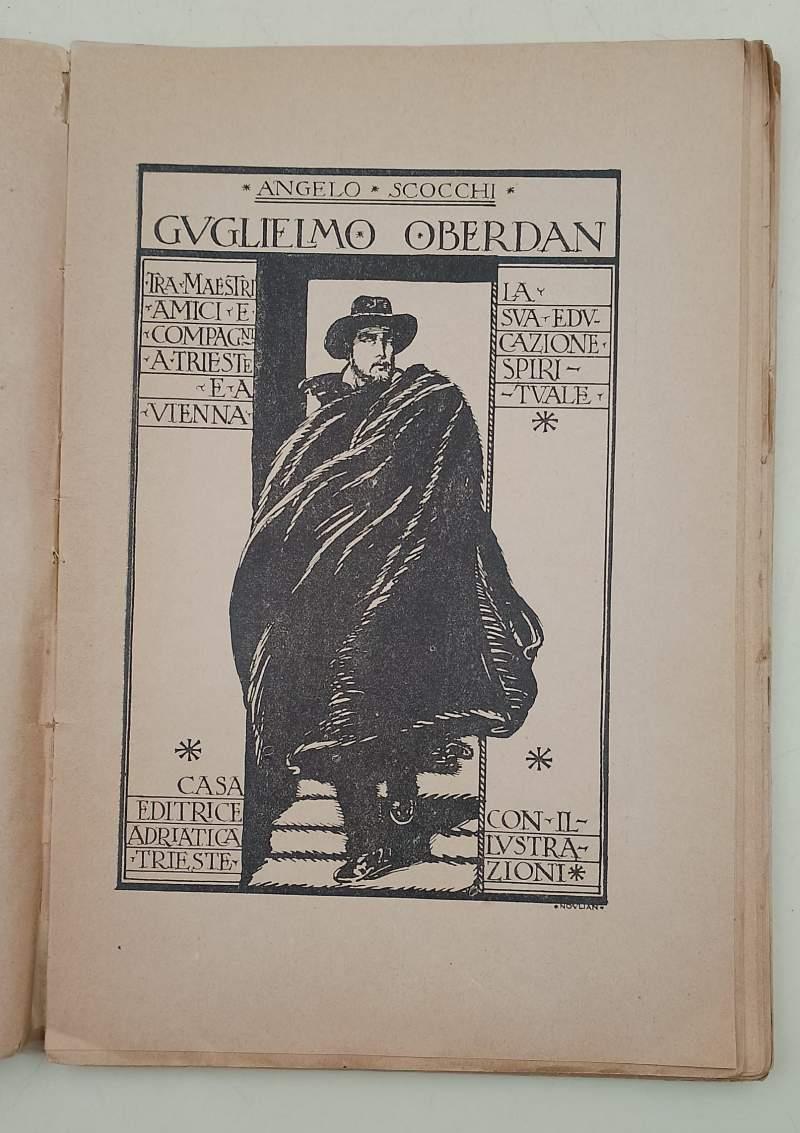 * ANGELO * SCOCCHI *
GVGLIELMO * OBERDAN
·TRA·MAESTRI
·AMICI·E·
·COMPAGNI
·A·TRIESTE
·E·A
·VIENNA·
LA·
SVA·EDV-
CAZIONE·
SPIRI-
-TVALE·
*
*
CASA
EDITRICE
ADRIATICA
·TRIESTE·
*
CON·IL-
LVSTRA-
ZIONI*